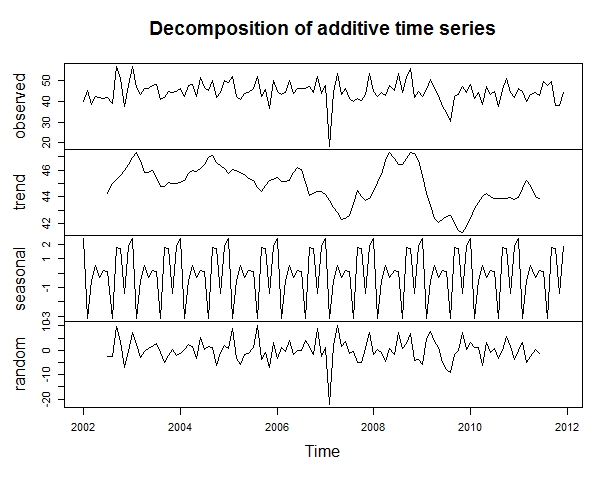 Decomposition of additive time series
observed
20 30 40 50
trend
42 44 46
seasonal
-3 -1 1 2
random
-20 -10 0 10
2002 2004 2006 2008 2010 2012
Time